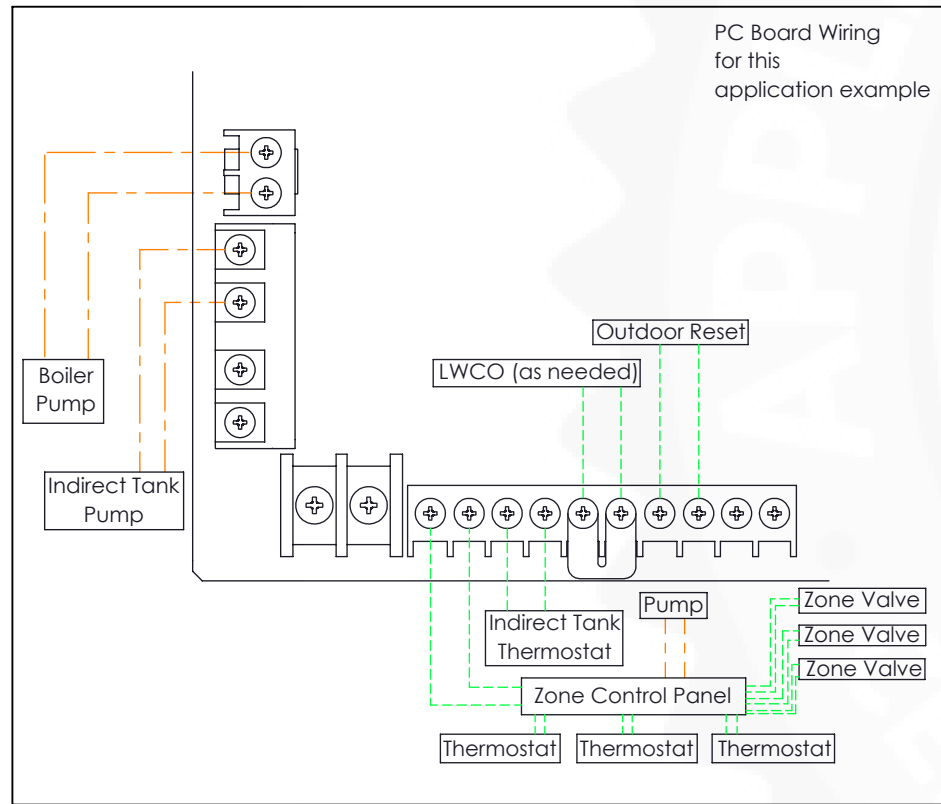 PC Board Wiring
for this
application example
Outdoor Reset
LWCO (as needed)
Boiler
Pump
Indirect Tank
Pump
Indirect Tank
Thermostat
Pump
Zone Valve
Zone Valve
Zone Valve
Zone Control Panel
Thermostat
Thermostat
Thermostat